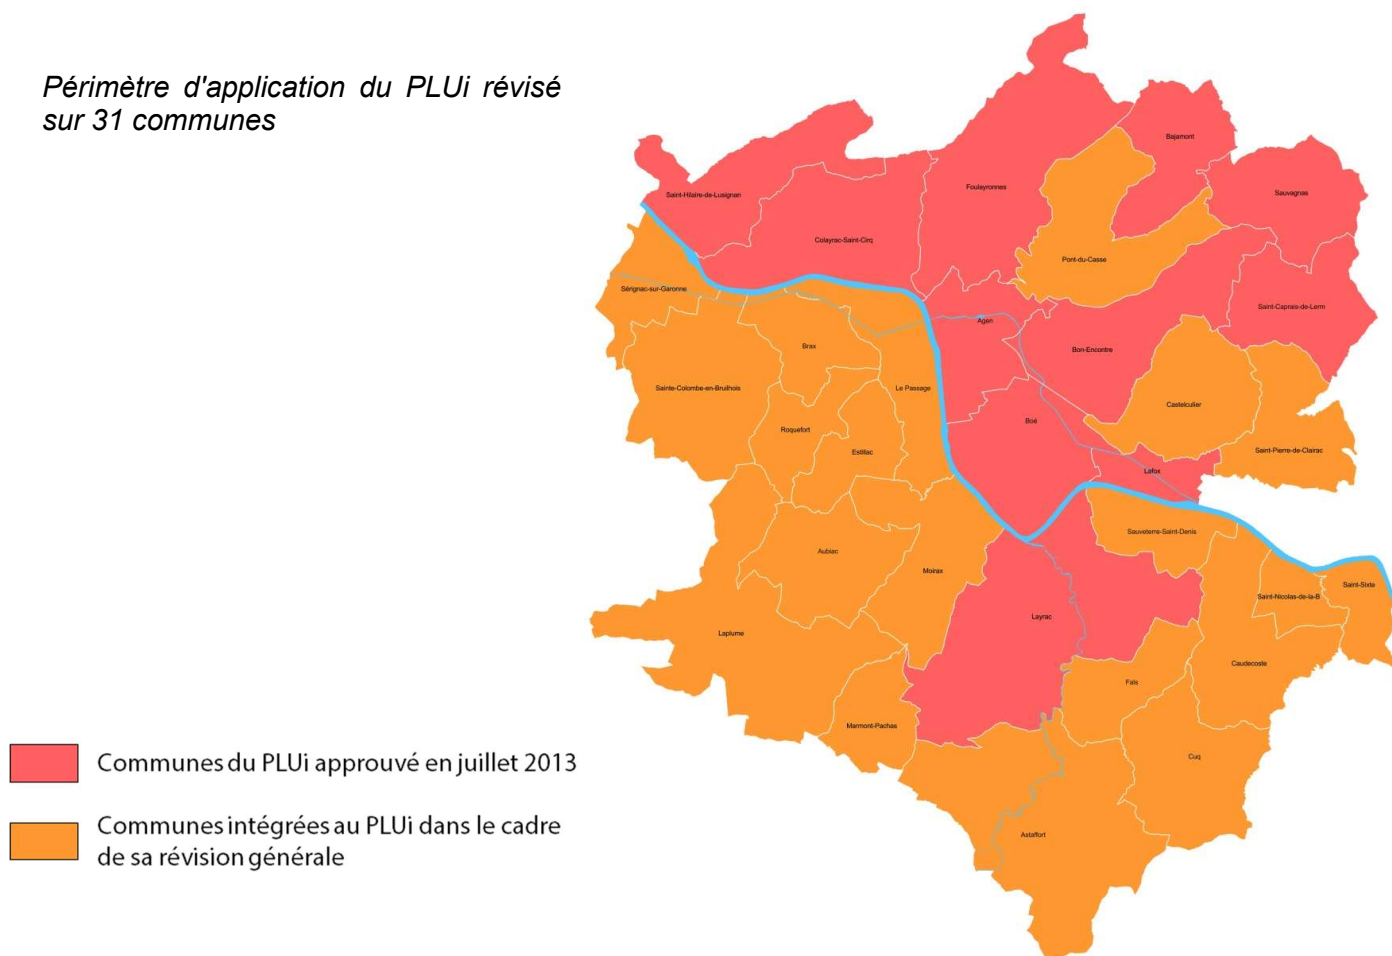 Périmètre d'application du PLUi révisé
sur 31 communes
Bajamont
Foulayronnes
Sauvagnas
Saint-Hilaire-de-Lusignan
Colayrac-Saint-Cirq
Pont-du-Casse
Sérignac-sur-Garonne
Saint-Caprais-de-Lerm
Agen
Brax
Bon-Encontre
Sainte-Colombe-en-Bruilhois
Le Passage
Castelculier
Roquefort
Boé
Estillac
Saint-Pierre-de-Clairac
Lafox
Sauveterre-Saint-Denis
Aubiac
Moirax
Saint-Sixte
Saint-Nicolas-de-la-B
Layrac
Laplume
Caudecoste
Fals
Marmont-Pachas
Cuq
Astaffort
Communes du PLUi approuvé en juillet 2013
Communes intégrées au PLUi dans le cadre
de sa révision générale